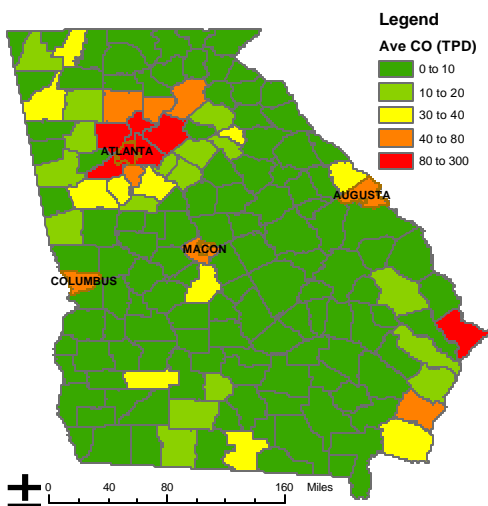 Legend
Ave CO (TPD)
0 to 10
10 to 20
30 to 40
40 to 80
80 to 300
ATLANTA
AUGUSTA
MACON
COLUMBUS
0 40 80 160 Miles